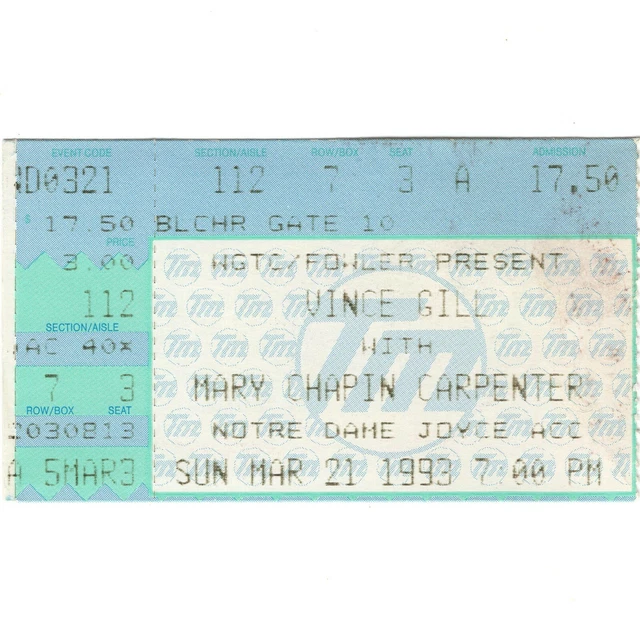 EVENT CODE SECTION/AISLE ROW/BOX SEAT ADMISSION
ND0321 112 7 3 A 17.50
$ 17.50 BLCHR GATE 10
PRICE
3.00 WGTC/FOWLER PRESENT
112 VINCE GILL
SECTION/AISLE
AC 40X WITH
7 3 MARY CHAPIN CARPENTER
ROW/BOX SEAT
030813 NOTRE DAME JOYCE ACC
A 5MAR3 SUN MAR 21 1993 7:00 PM
Tm